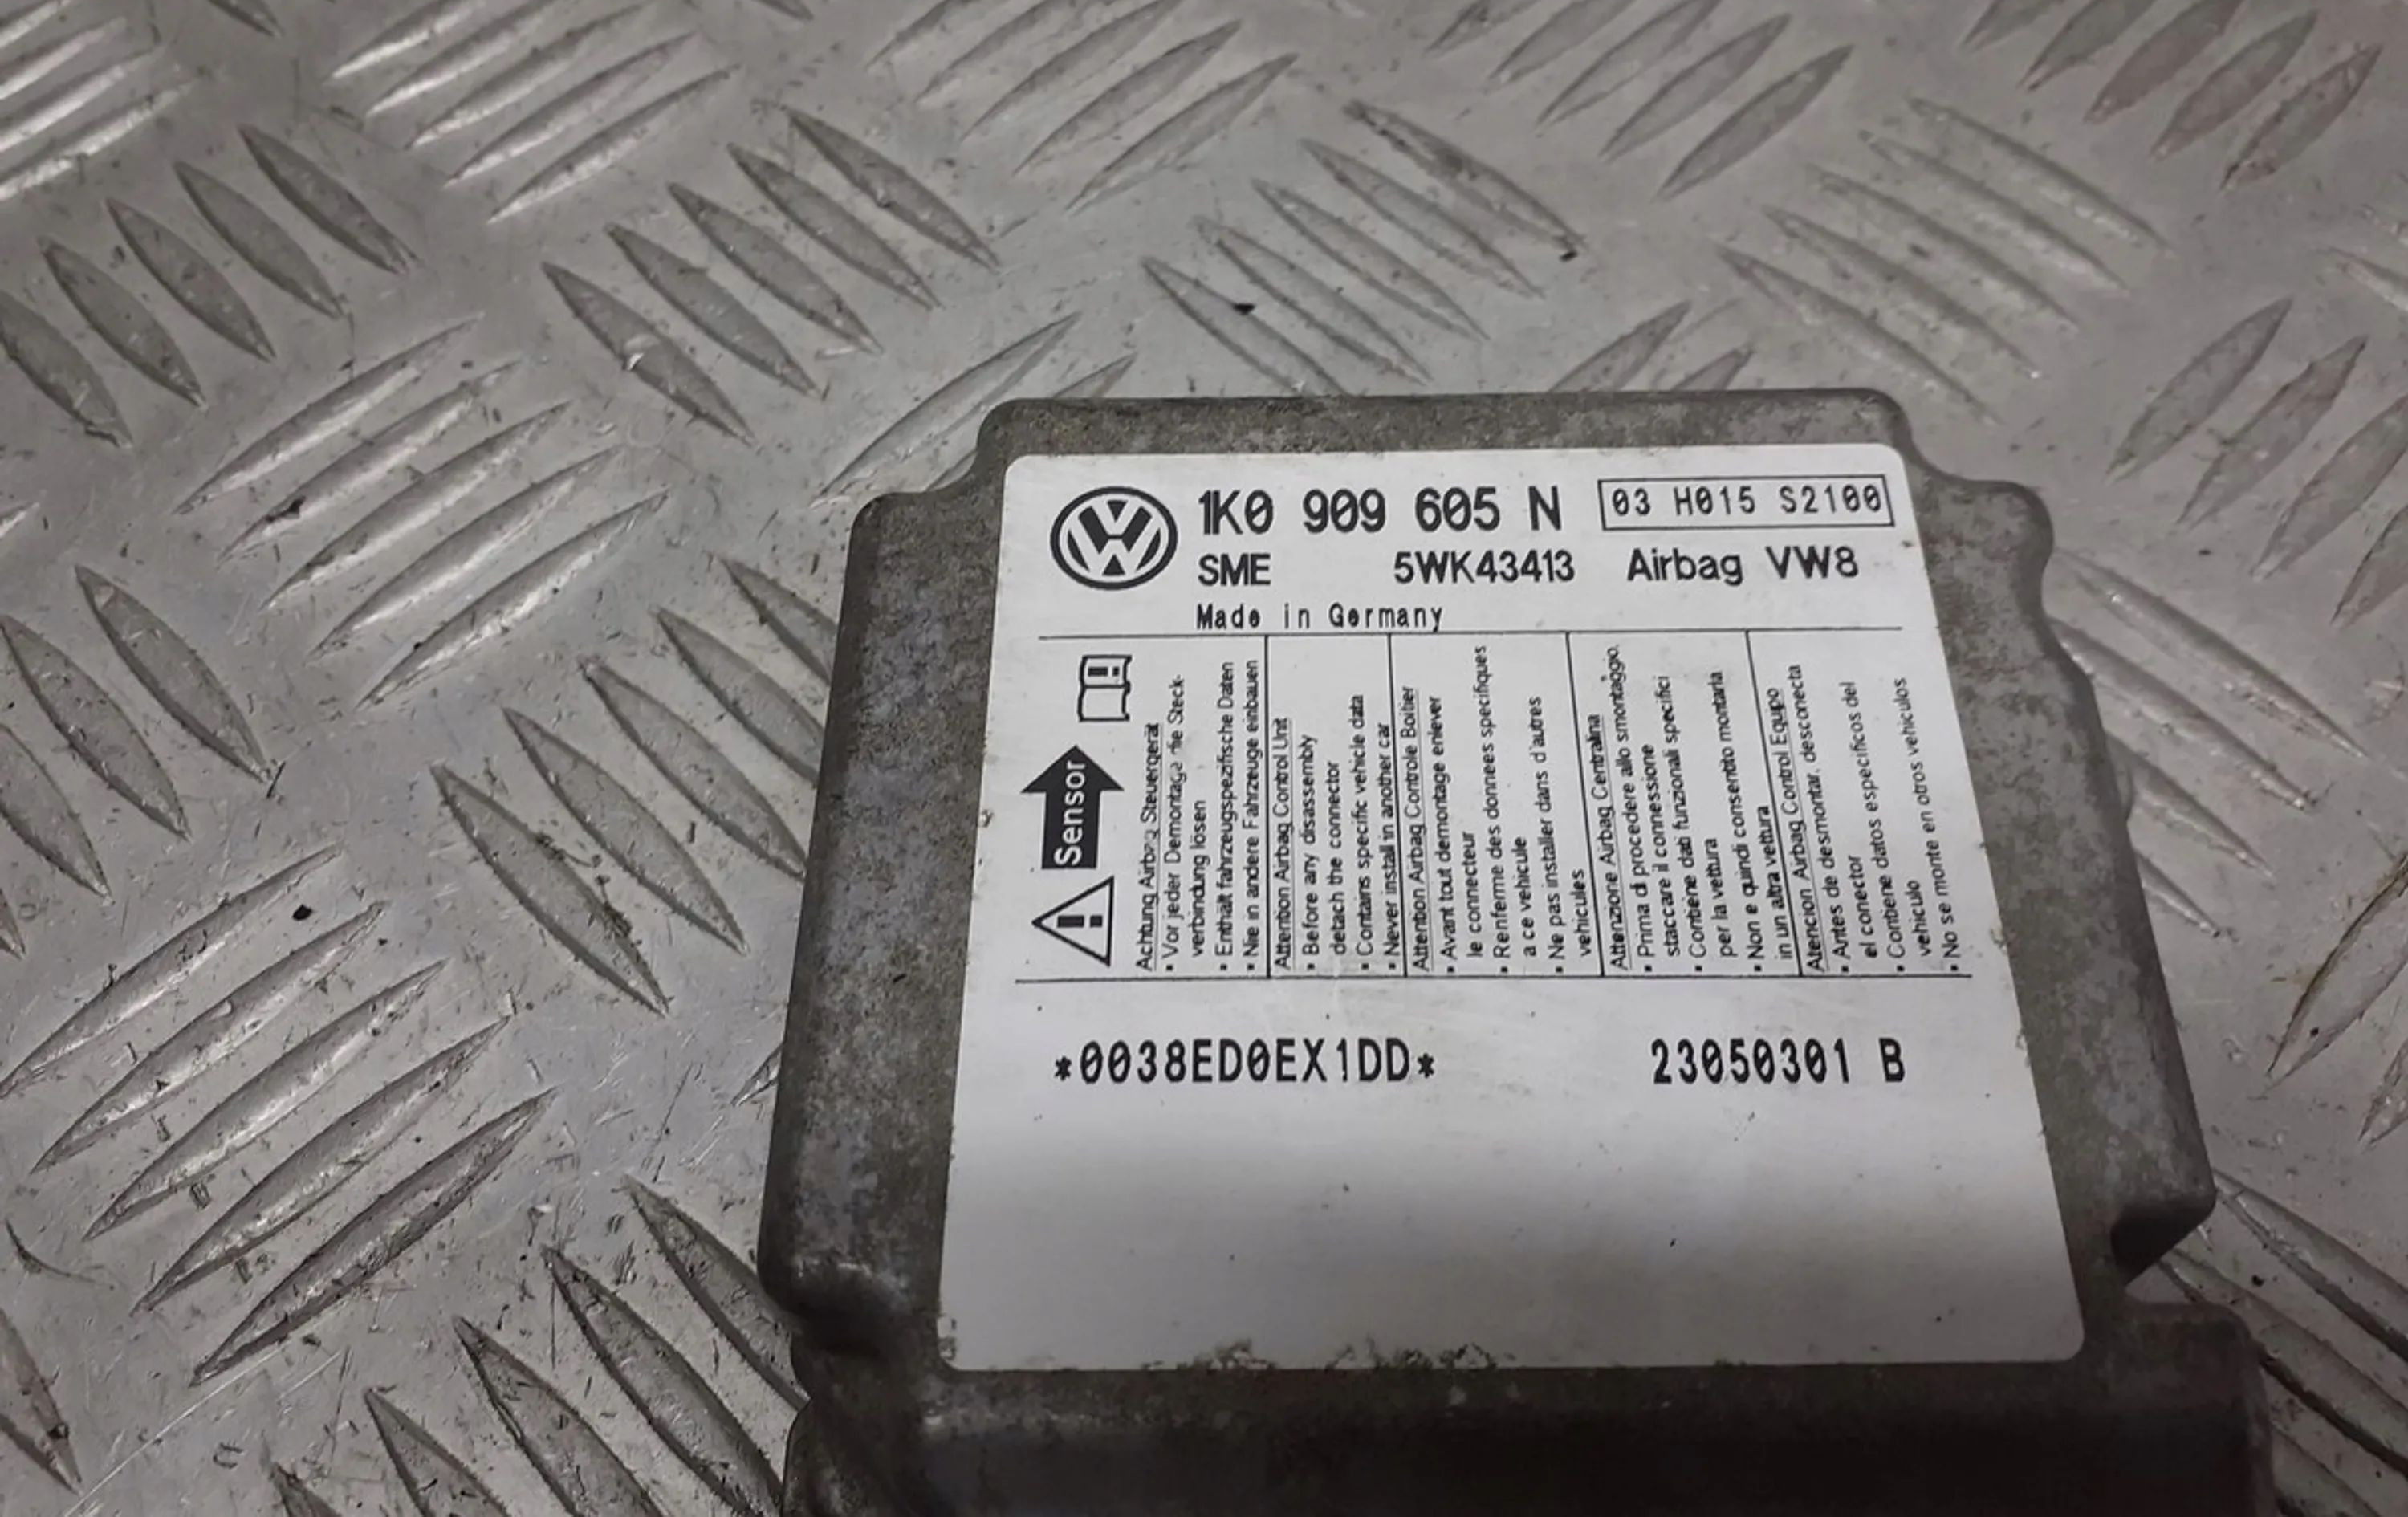 1K0 909 605 N
03 H015 S2100
SME 5WK43413 Airbag VW8
Made in Germany
Sensor
Achtung Airbag Steuergerät
• Vor jeder Demontage die Steck-
verbindung lösen
• Enthält fahrzeugspezifische Daten
• Nie in andere Fahrzeuge einbauen
Attention Airbag Control Unit
• Before any disassembly
detach the connector
• Contains specific vehicle data
• Never install in another car
Attention Airbag Controle Boitier
• Avant tout demontage enlever
le connecteur
• Renferme des donnees specifiques
a ce vehicule
• Ne pas installer dans d'autres
vehicules
Attenzione Airbag Centralina
• Prima di procedere allo smontaggio,
staccare il connessione
• Contiene dati funzionali specifici
per la vettura
• Non e quindi consentito montarla
in un altra vettura
Atencion Airbag Control Equipo
• Antes de desmontar, desconecta
el conector
• Contiene datos especificos del
vehiculo
• No se monte en otros vehiculos
*0038ED0EX1DD* 23050301 B